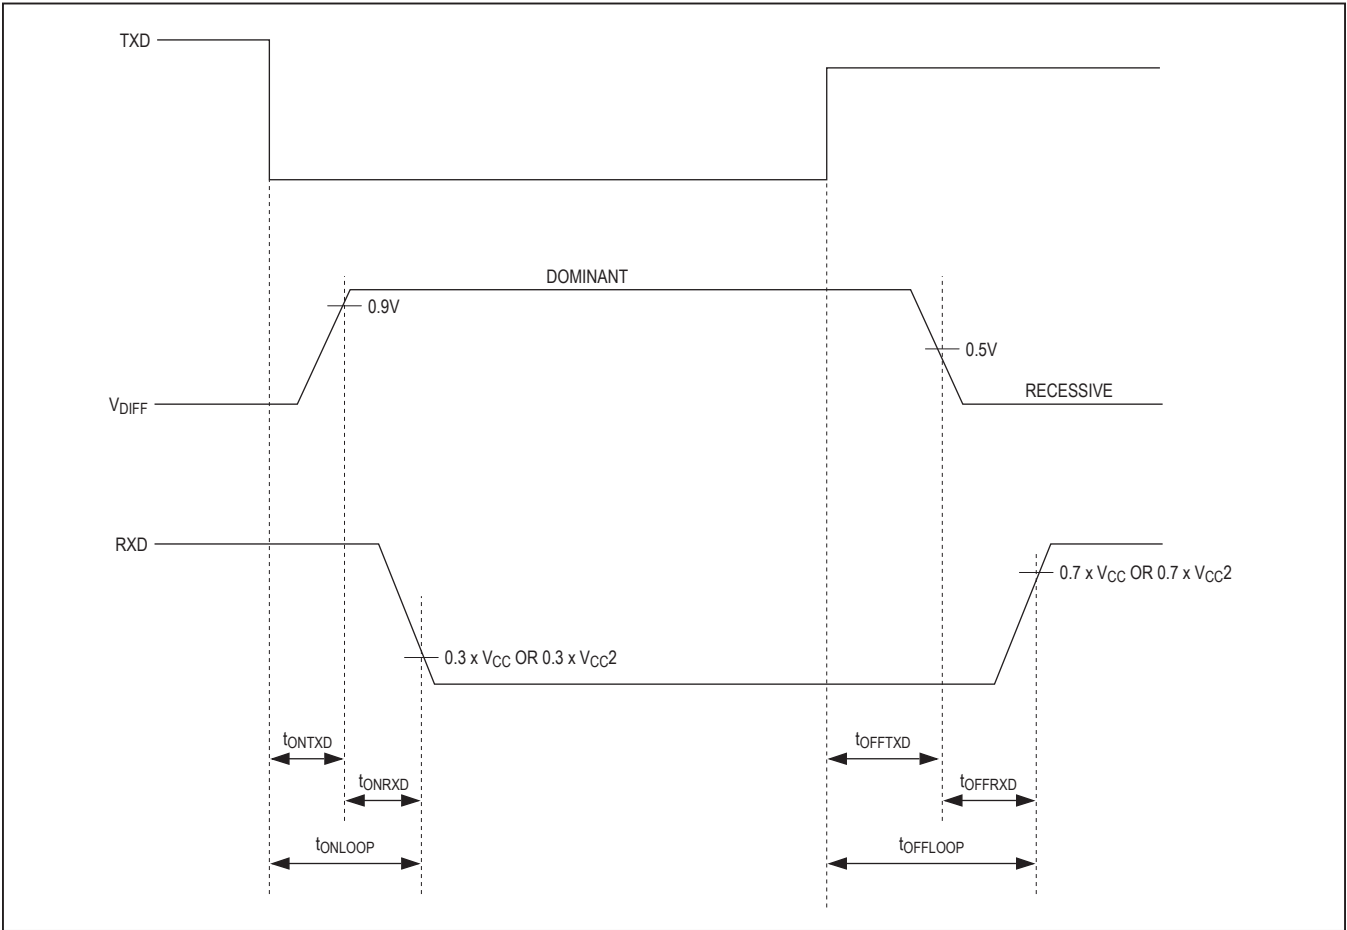 TXD
DOMINANT
0.9V
0.5V
RECESSIVE
VDIFF
RXD
0.7 x VCC OR 0.7 x VCC2
0.3 x VCC OR 0.3 x VCC2
tONTXD
tOFFTXD
tONRXD
tOFFRXD
tONLOOP
tOFFLOOP